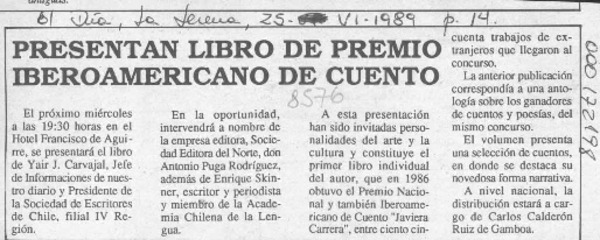 El Día, La Serena, 25-VI-1989 p. 14.
PRESENTAN LIBRO DE PREMIO
IBEROAMERICANO DE CUENTO
8576
000172198
El próximo miércoles
a las 19:30 horas en el
Hotel Francisco de Agui-
rre, se presentará el libro
de Yair J. Carvajal, Jefe
de Informaciones de nues-
tro diario y Presidente de
la Sociedad de Escritores
de Chile, filial IV Re-
gión.
En la oportunidad,
intervendrá a nombre de
la empresa editora, Socie-
dad Editora del Norte, dón
Antonio Puga Rodríguez,
además de Enrique Skin-
ner, escritor y periodista
y miembro de la Acade-
mia Chilena de la Len-
gua.
A esta presentación
han sido invitadas perso-
nalidades del arte y la
cultura y constituye el
primer libro individual
del autor, que en 1986
obtuvo el Premio Nacio-
nal y también Iberoame-
ricano de Cuento "Javiera
Carrera", entre ciento cin-
cuenta trabajos de ex-
tranjeros que llegaron al
concurso.
La anterior publicación
correspondía a una anto-
logía sobre los ganadores
de cuentos y poesías, del
mismo concurso.
El volumen presenta
una selección de cuentos,
en donde se destaca su
novedosa forma narrativa.
A nivel nacional, la
distribución estará a car-
go de Carlos Calderón
Ruiz de Gamboa.